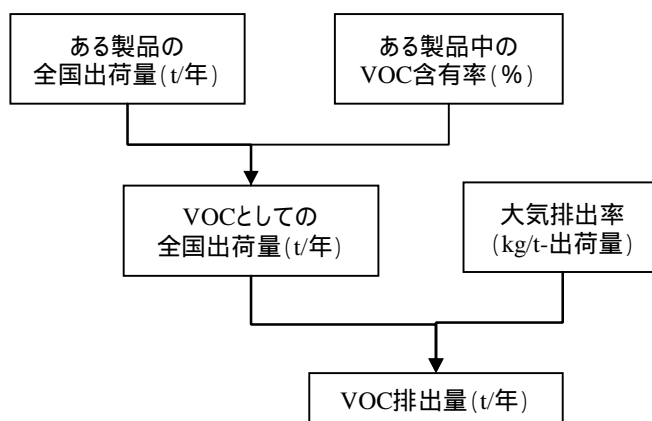 ある製品の
全国出荷量(t/年)
ある製品中の
VOC含有率(%)
VOCとしての
全国出荷量(t/年)
大気排出率
(kg/t-出荷量)
VOC排出量(t/年)